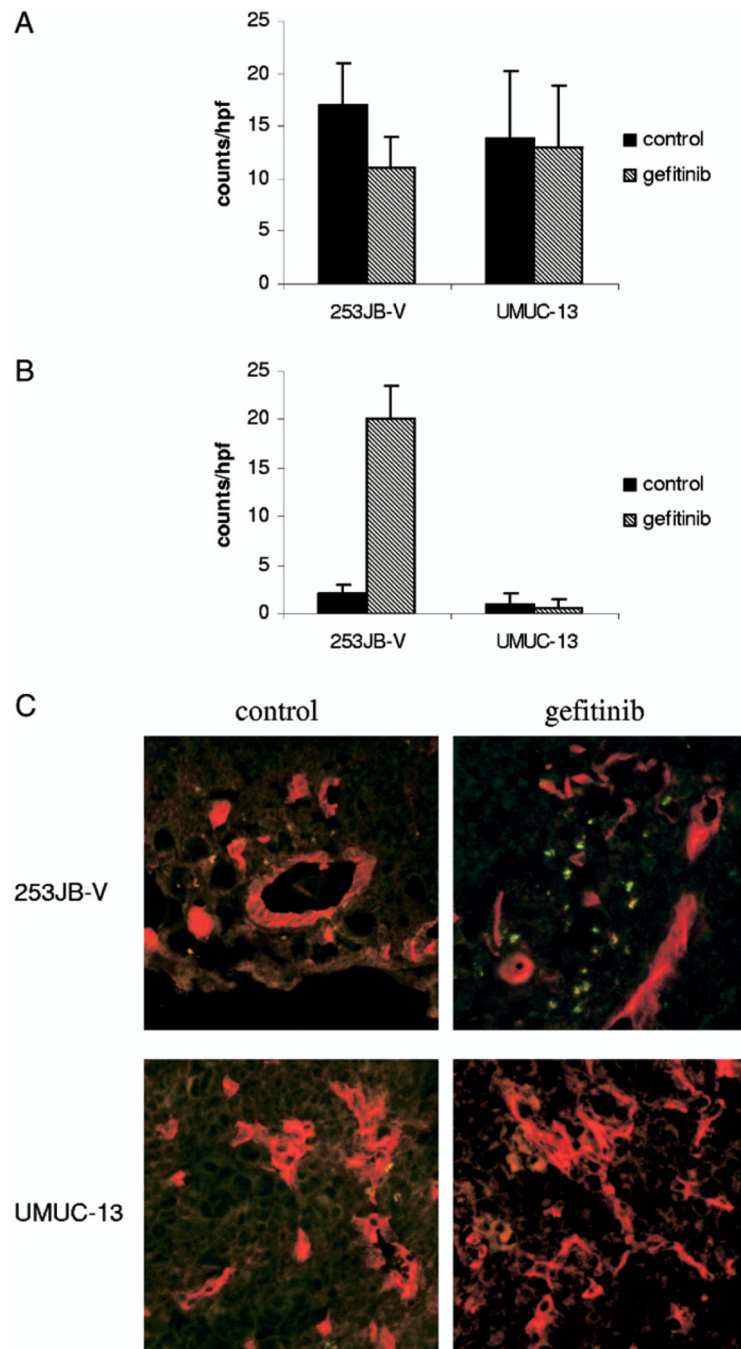 A
25
20
15
10
5
0
counts/hpf
253JB-V
UMUC-13
control
gefitinib
B
25
20
15
10
5
0
counts/hpf
253JB-V
UMUC-13
control
gefitinib
C
control
gefitinib
253JB-V
UMUC-13